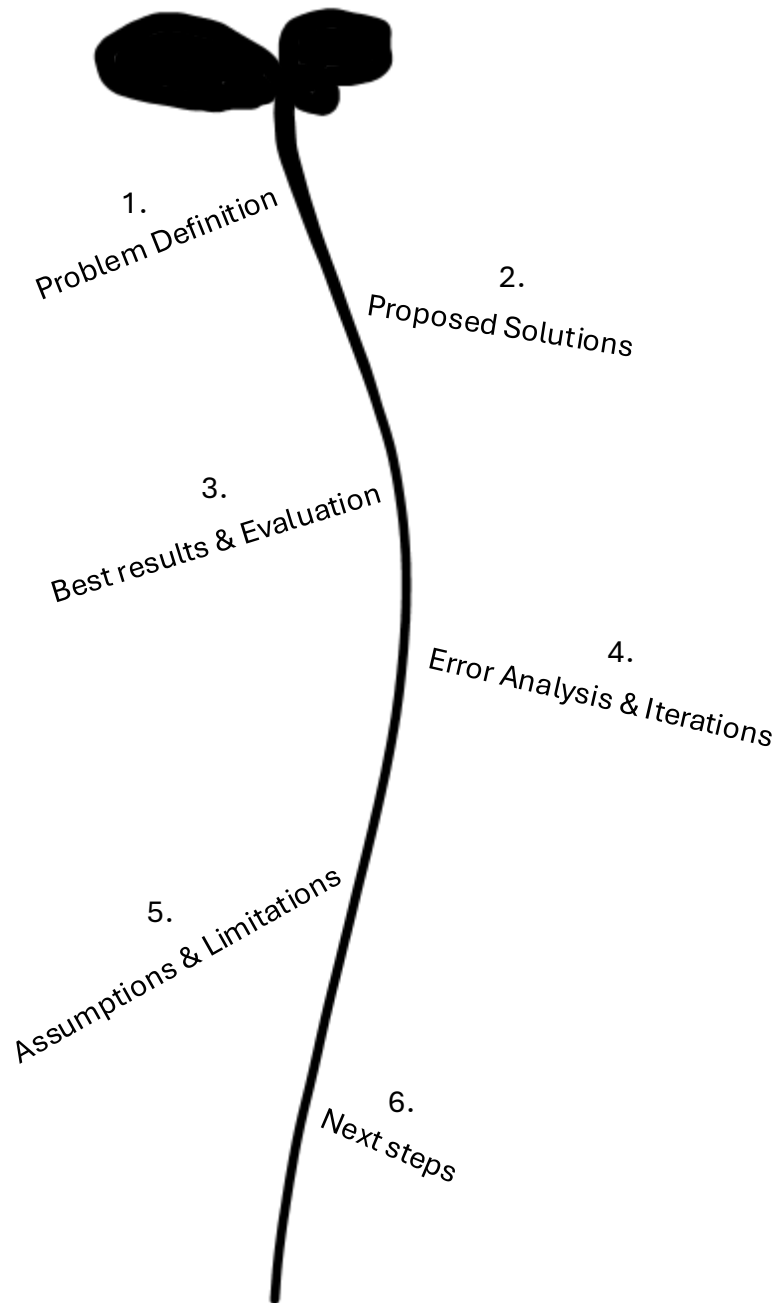 1.
Problem Definition
2.
Proposed Solutions
3.
Best results & Evaluation
4.
Error Analysis & Iterations
5.
Assumptions & Limitations
6.
Next steps